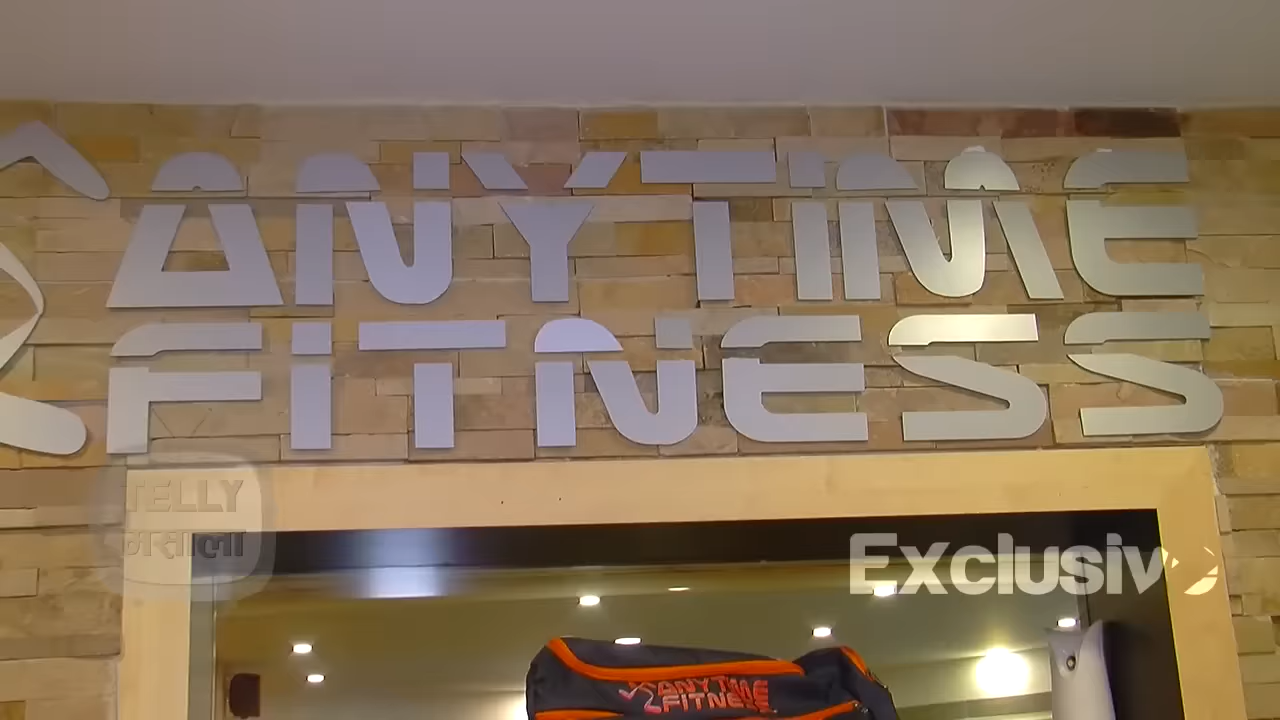 ANYTIME
FITNESS
TELLY
मसाला
Exclusive
ANYTIME
FITNESS